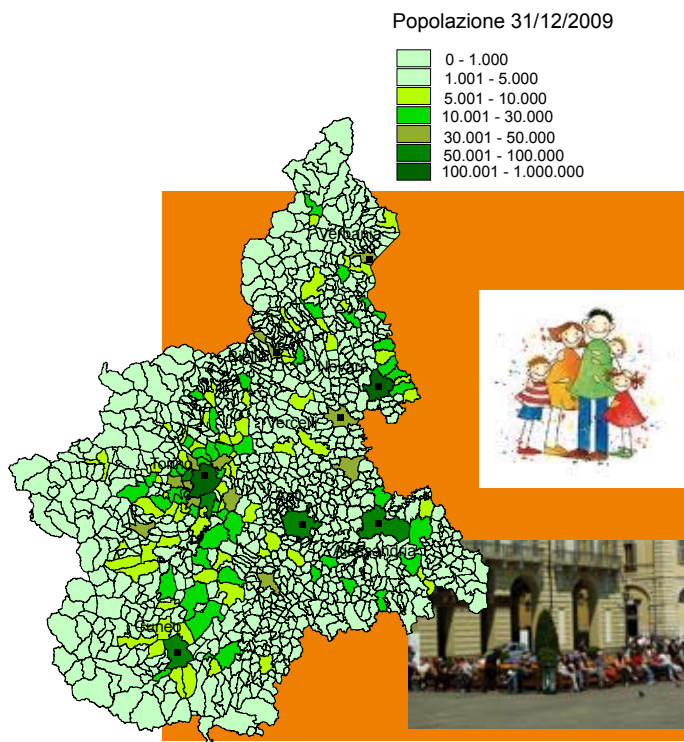 Popolazione 31/12/2009
0 - 1.000
1.001 - 5.000
5.001 - 10.000
10.001 - 30.000
30.001 - 50.000
50.001 - 100.000
100.001 - 1.000.000
Verbania
Biella
Novara
Vercelli
Torino
Asti
Alessandria
Cuneo